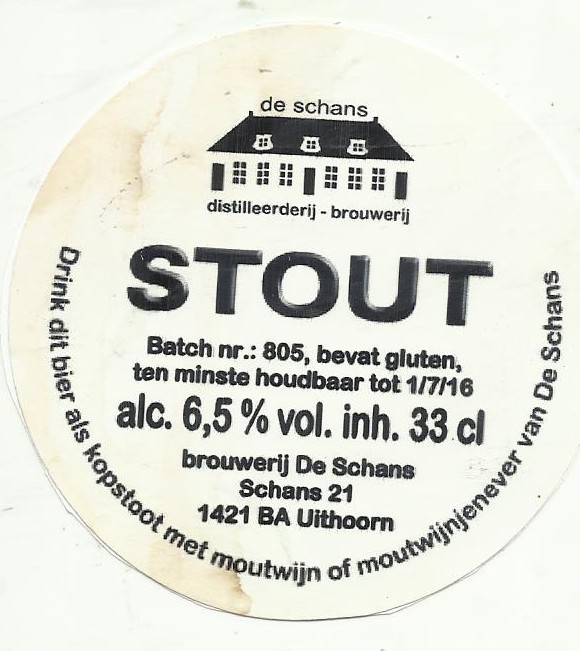 de schans
distilleerderij - brouwerij
STOUT
Batch nr.: 805, bevat gluten,
ten minste houdbaar tot 1/7/16
alc. 6,5 % vol. inh. 33 cl
brouwerij De Schans
Schans 21
1421 BA Uithoorn
Drink dit bier als kopstoot met moutwijn of moutwijnjenever van De Schans